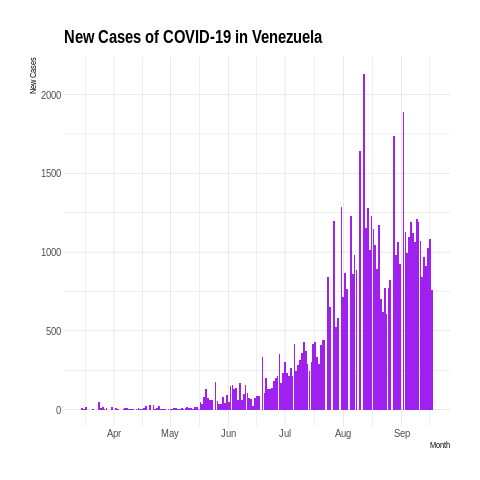 New Cases of COVID-19 in Venezuela
New Cases
2000
1500
1000
500
0
Apr May Jun Jul Aug Sep
Month